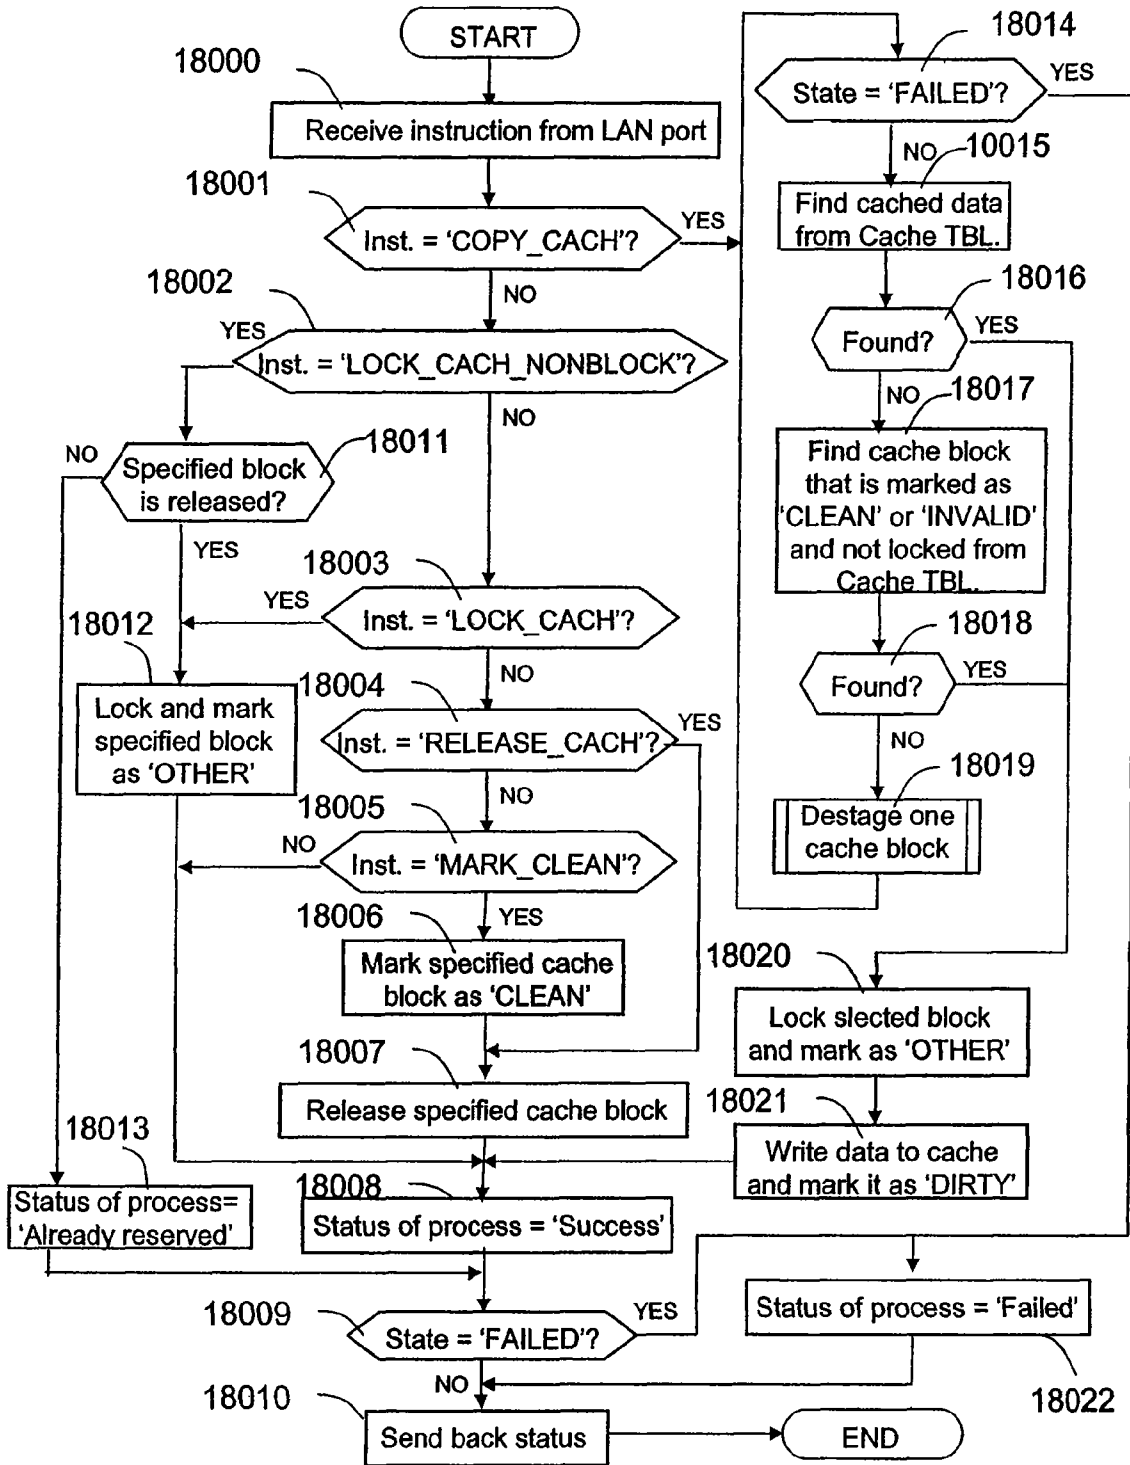 START
18000
Receive instruction from LAN port
18001
Inst. = 'COPY_CACH'?
YES
NO
18002
YES
Inst. = 'LOCK_CACH_NONBLOCK'?
NO
18011
NO
Specified block
is released?
YES
18003
YES
Inst. = 'LOCK_CACH'?
NO
18012
Lock and mark
specified block
as 'OTHER'
18004
YES
Inst. = 'RELEASE_CACH'?
NO
18005
NO
Inst. = 'MARK_CLEAN'?
YES
18006
Mark specified cache
block as 'CLEAN'
18007
Release specified cache block
18013
Status of process=
'Already reserved'
18008
Status of process = 'Success'
18009
State = 'FAILED'?
YES
NO
18010
Send back status
END
18014
State = 'FAILED'?
YES
NO
10015
Find cached data
from Cache TBL.
18016
Found?
YES
NO
18017
Find cache block
that is marked as
'CLEAN' or 'INVALID'
and not locked from
Cache TBL.
18018
Found?
YES
NO
18019
Destage one
cache block
18020
Lock slected block
and mark as 'OTHER'
18021
Write data to cache
and mark it as 'DIRTY'
Status of process = 'Failed'
18022